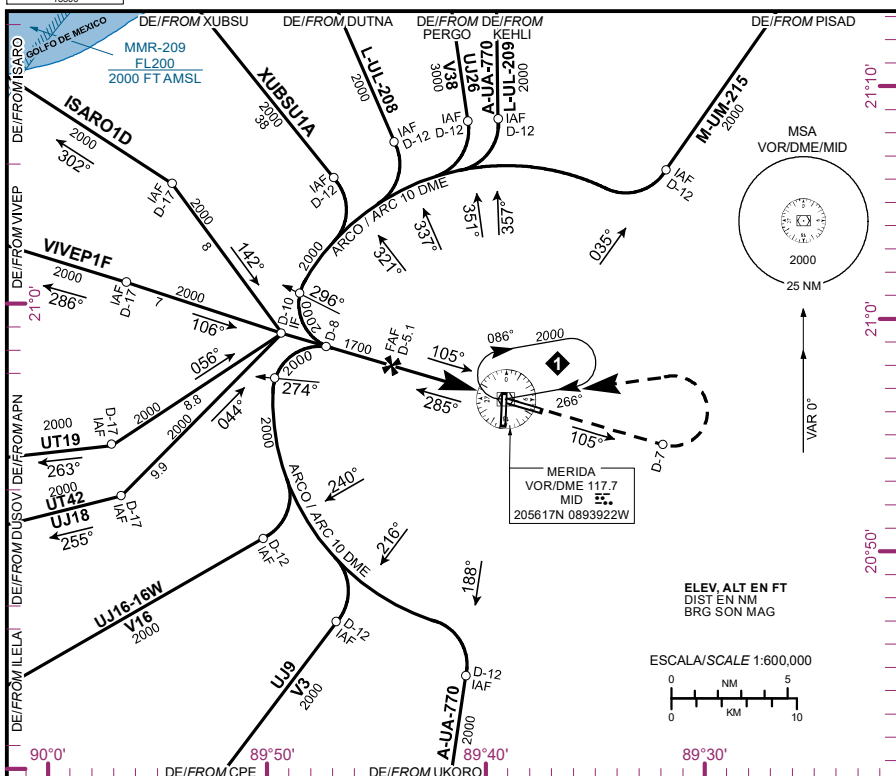 DE/FROM XUBSU
DE/FROM DUTNA
DE/FROM PERGO
DE/FROM KEHLI
DE/FROM PISAD
GOLFO DE MEXICO
MMR-209
FL200
2000 FT AMSL
DE/FROM ISARO
ISARO1D
2000
302°
IAF
D-17
2000
8
142°
XUBSU1A
2000
38
IAF
D-12
L-UL-208
2000
IAF
D-12
V38
UJ26
3000
IAF
D-12
A-UA-770
L-UL-209
2000
IAF
D-12
M-UM-215
2000
IAF
D-12
21°10'
MSA
VOR/DME/MID
2000
25 NM
ARCO / ARC 10 DME
2000
321°
337°
351°
357°
035°
DE/FROM VIVEP
VIVEP1F
2000
286°
IAF
D-17
2000
7
106°
21°0'
D-10
IF
296°
2000
D-8
1700
FAF
D-5.1
105°
285°
086°
2000
1
266°
105°
D-7
21°0'
VAR 0°
056°
2000
8.8
044°
2000
9.9
2000
274°
2000
DE/FROM APN
2000
UT19
263°
D-17
IAF
DE/FROM DUSOV
2000
UT42
UJ18
255°
D-17
IAF
MERIDA
VOR/DME 117.7
MID
205617N 0893922W
ARCO / ARC 10 DME
240°
216°
188°
20°50'
DE/FROM ILELA
UJ16-16W
V16
2000
D-12
IAF
UJ9
V3
2000
D-12
IAF
A-UA-770
2000
D-12
IAF
ELEV, ALT EN FT
DIST EN NM
BRG SON MAG
ESCALA/SCALE 1:600,000
0 NM 5
0 KM 10
90°0'
89°50'
89°40'
89°30'
DE/FROM CPE
DE/FROM UKORO